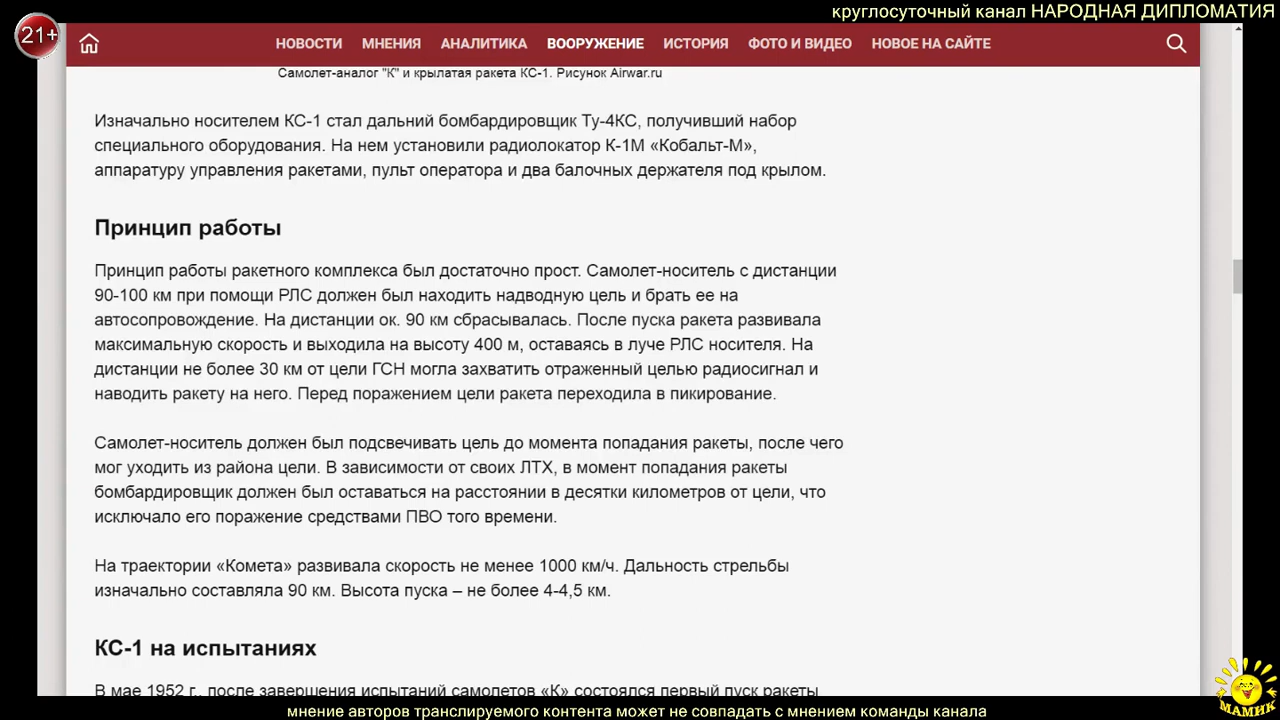 круглосуточный канал НАРОДНАЯ ДИПЛОМАТИЯ
21+
НОВОСТИ МНЕНИЯ АНАЛИТИКА ВООРУЖЕНИЕ ИСТОРИЯ ФОТО И ВИДЕО НОВОЕ НА САЙТЕ
Самолет-аналог "К" и крылатая ракета КС-1. Рисунок Airwar.ru
Изначально носителем КС-1 стал дальний бомбардировщик Ту-4КС, получивший набор
специального оборудования. На нем установили радиолокатор К-1М «Кобальт-М»,
аппаратуру управления ракетами, пульт оператора и два балочных держателя под крылом.
Принцип работы
Принцип работы ракетного комплекса был достаточно прост. Самолет-носитель с дистанции
90-100 км при помощи РЛС должен был находить надводную цель и брать ее на
автосопровождение. На дистанции ок. 90 км сбрасывалась. После пуска ракета развивала
максимальную скорость и выходила на высоту 400 м, оставаясь в луче РЛС носителя. На
дистанции не более 30 км от цели ГСН могла захватить отраженный целью радиосигнал и
наводить ракету на него. Перед поражением цели ракета переходила в пикирование.
Самолет-носитель должен был подсвечивать цель до момента попадания ракеты, после чего
мог уходить из района цели. В зависимости от своих ЛТХ, в момент попадания ракеты
бомбардировщик должен был оставаться на расстоянии в десятки километров от цели, что
исключало его поражение средствами ПВО того времени.
На траектории «Комета» развивала скорость не менее 1000 км/ч. Дальность стрельбы
изначально составляла 90 км. Высота пуска – не более 4-4,5 км.
КС-1 на испытаниях
В мае 1952 г., после завершения испытаний самолетов «К» состоялся первый пуск ракеты
МАМИК
мнение авторов транслируемого контента может не совпадать с мнением команды канала